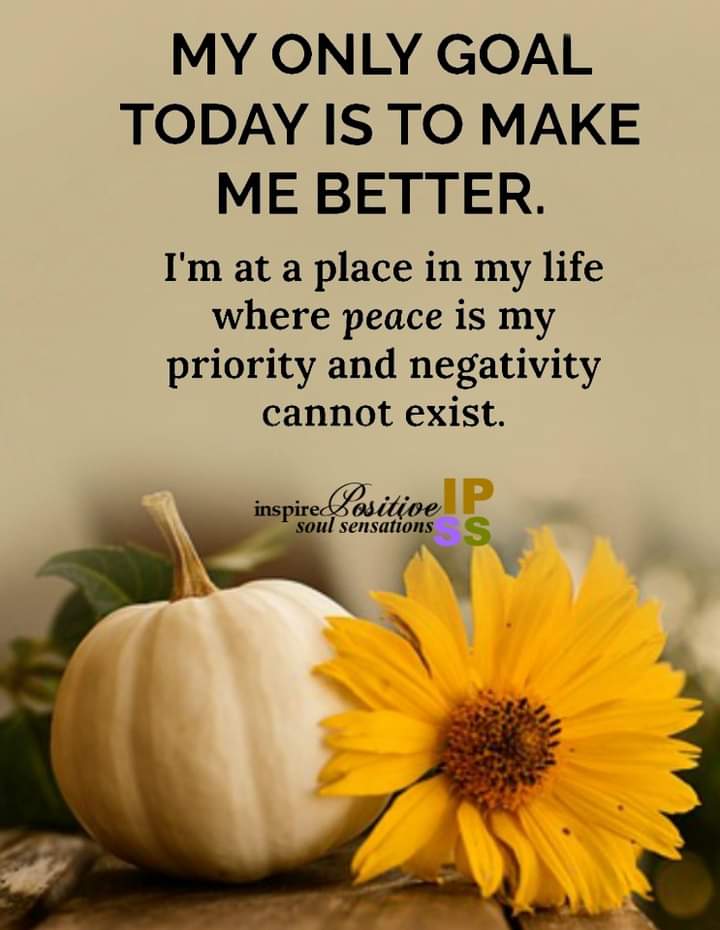 MY ONLY GOAL
TODAY IS TO MAKE
ME BETTER.
I'm at a place in my life
where peace is my
priority and negativity
cannot exist.
inspire Positive IP
soul sensations SS